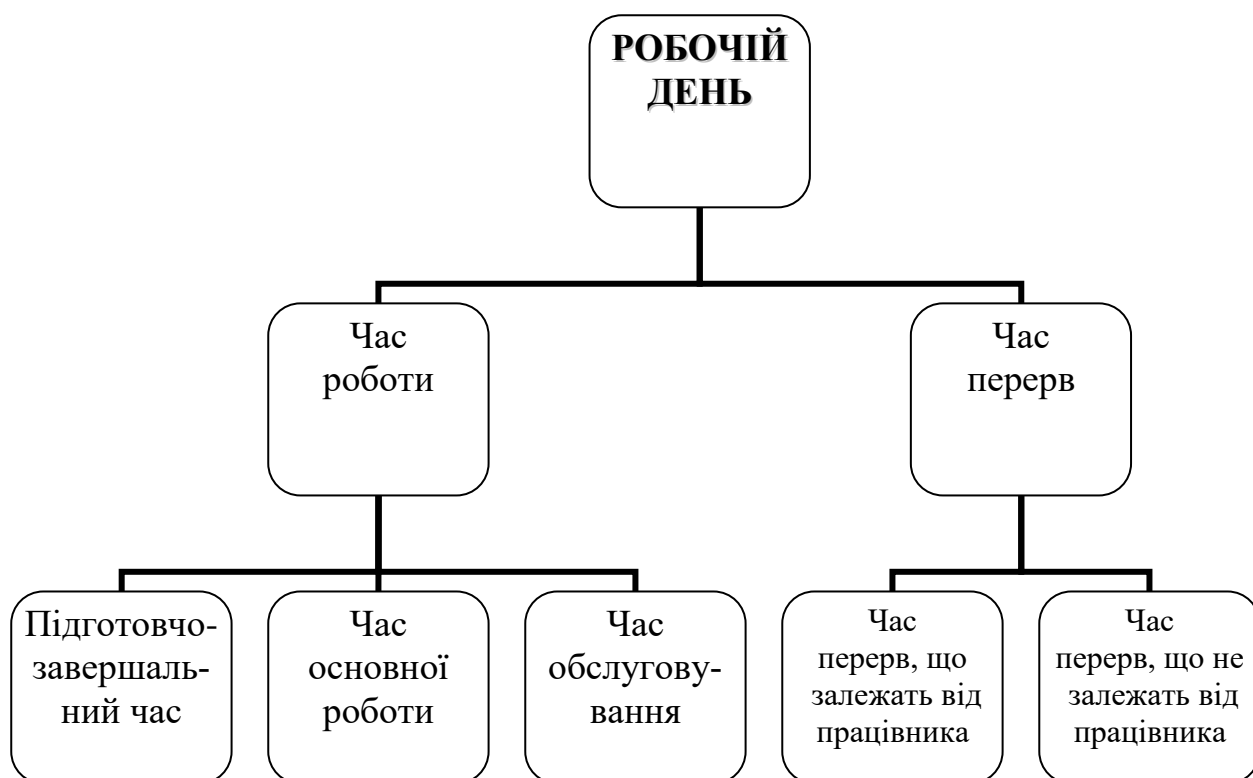 РОБОЧІЙ
ДЕНЬ
Час
роботи
Час
перерв
Підготовчо-
завершаль-
ний час
Час
основної
роботи
Час
обслугову-
вання
Час
перерв, що
залежать від
працівника
Час
перерв, що не
залежать від
працівника